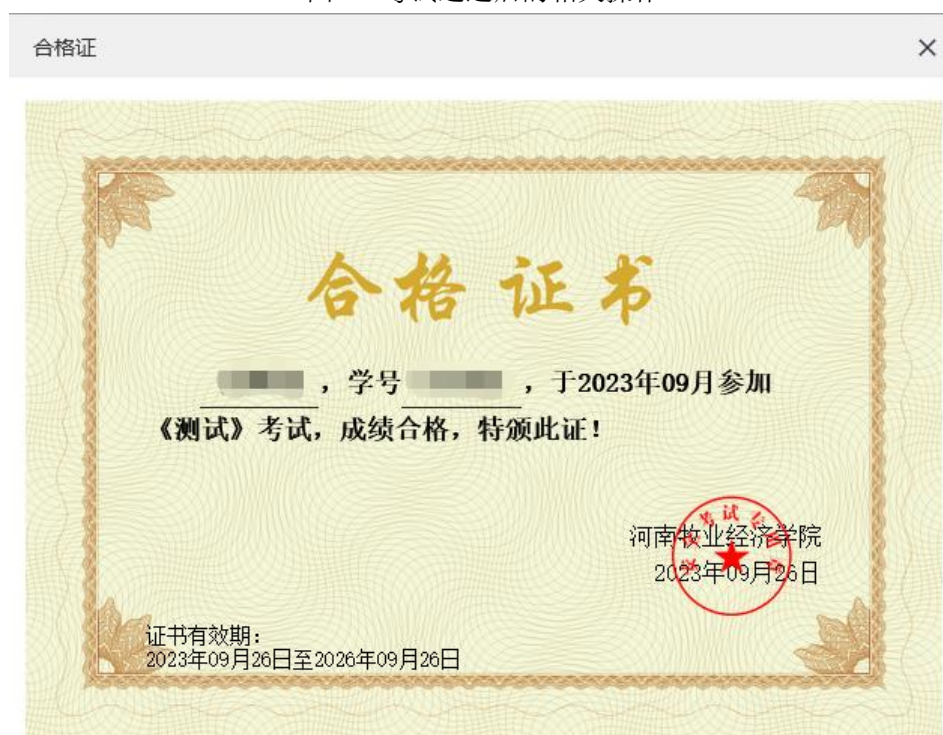 合格证
合格证书
，学号，于2023年09月参加
《测试》考试，成绩合格，特颁此证！
河南牧业经济学院
2023年09月26日
证书有效期：
2023年09月26日至2026年09月26日